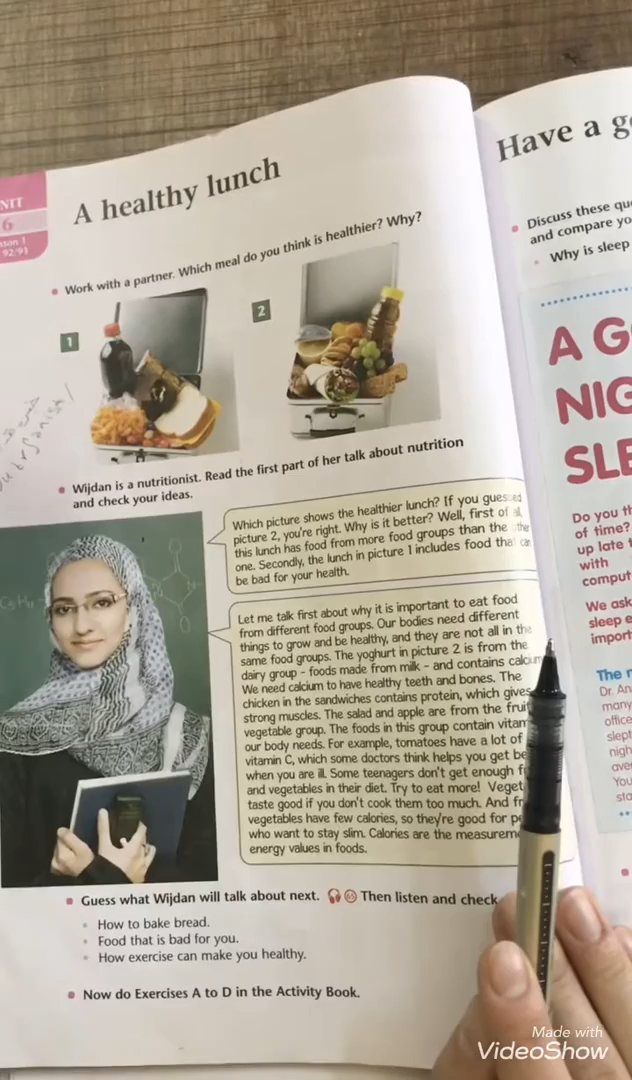 UNIT
6
Lesson 1
92/91
A healthy lunch
Work with a partner. Which meal do you think is healthier? Why?
1
2
Wijdan is a nutritionist. Read the first part of her talk about nutrition
and check your ideas.
Which picture shows the healthier lunch? If you guessed
picture 2, you're right. Why is it better? Well, first of all,
this lunch has food from more food groups than the other
one. Secondly, the lunch in picture 1 includes food that can
be bad for your health.
Let me talk first about why it is important to eat food
from different food groups. Our bodies need different
things to grow and be healthy, and they are not all in the
same food groups. The yoghurt in picture 2 is from the
dairy group - foods made from milk - and contains calcium
We need calcium to have healthy teeth and bones. The
chicken in the sandwiches contains protein, which gives
strong muscles. The salad and apple are from the fruit
vegetable group. The foods in this group contain vitam
our body needs. For example, tomatoes have a lot of
vitamin C, which some doctors think helps you get be
when you are ill. Some teenagers don't get enough f
and vegetables in their diet. Try to eat more! Veget
taste good if you don't cook them too much. And fr
vegetables have few calories, so they're good for p
who want to stay slim. Calories are the measurem
energy values in foods.
Guess what Wijdan will talk about next. Then listen and check
How to bake bread.
Food that is bad for you.
How exercise can make you healthy.
Now do Exercises A to D in the Activity Book.
Have a g
Discuss these qu
and compare yo
Why is sleep
A G
NIG
SLE
Do you th
of time?
up late
with
comput
We ask
sleep e
import
The r
Dr. An
many
office
slept
nigh
ave
You
sta
Made with
VideoShow